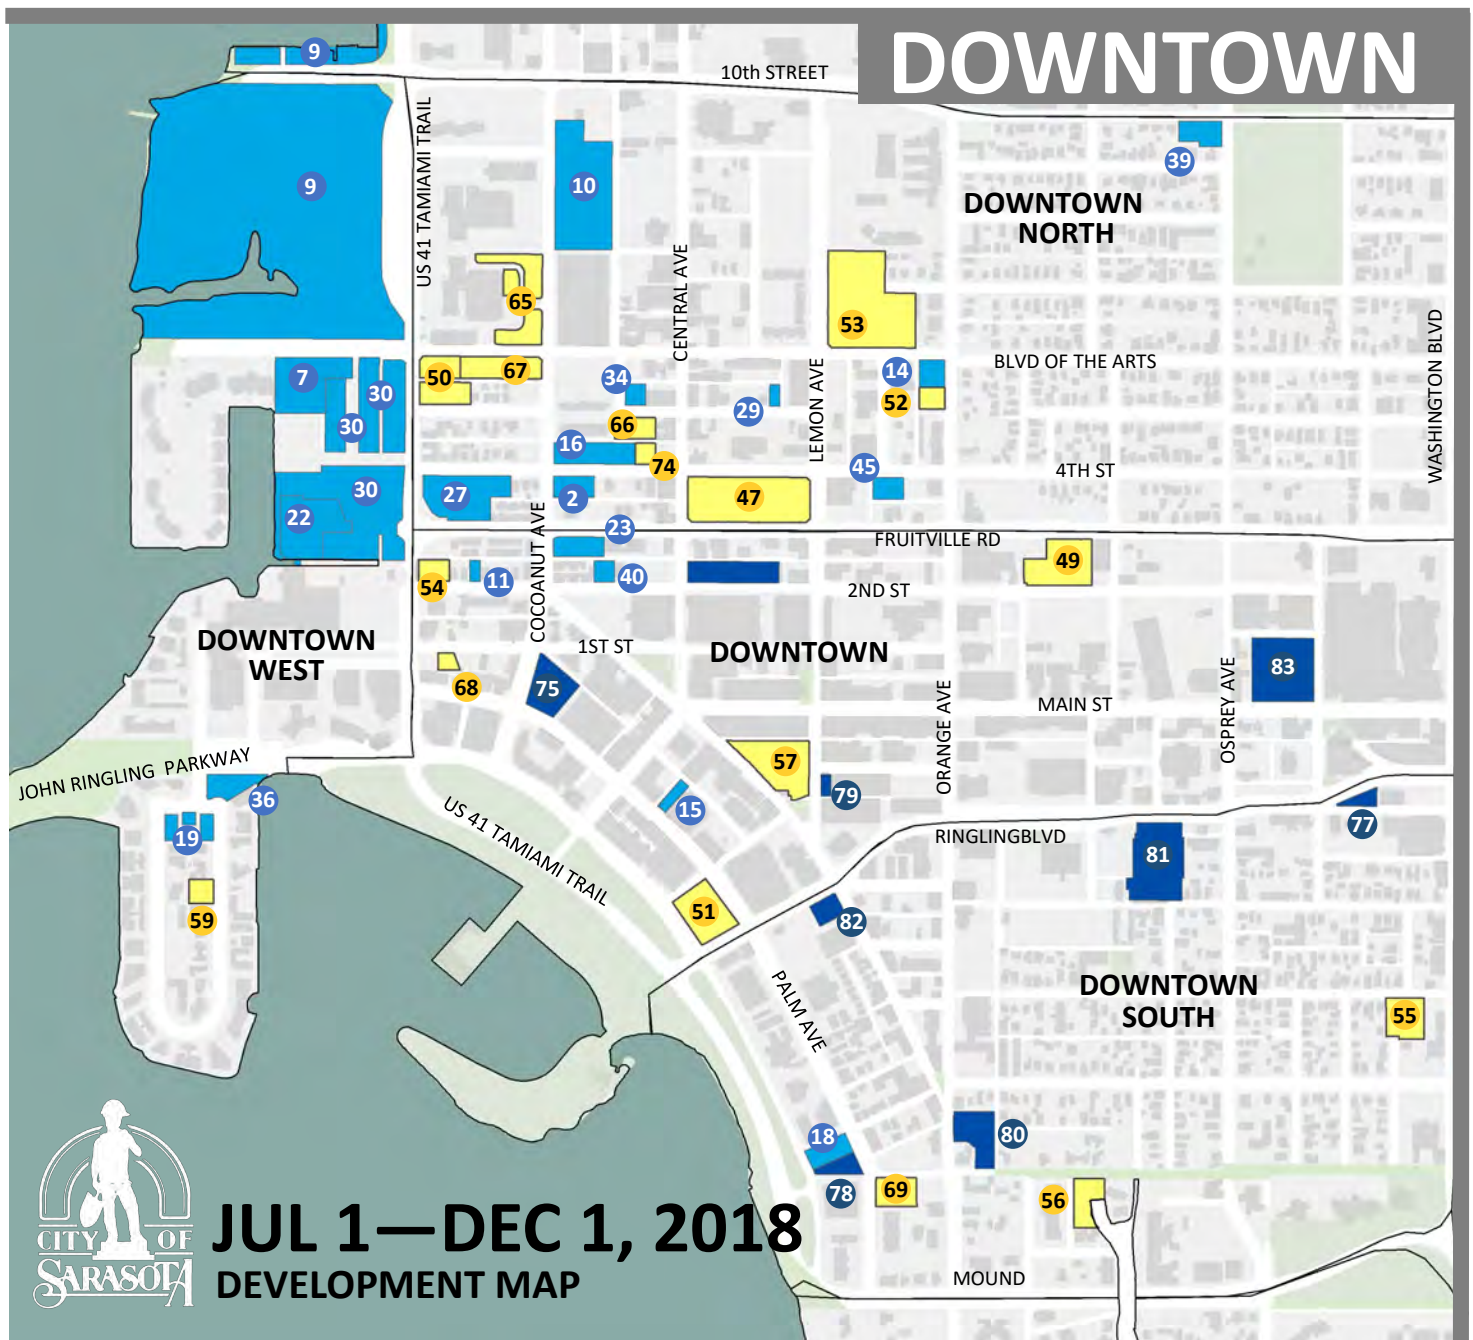 DOWNTOWN
9
10th STREET
US 41 TAMIAMI TRAIL
39
9
10
DOWNTOWN
NORTH
CENTRAL AVE
65
53
WASHINGTON BLVD
BLVD OF THE ARTS
7
50
67
34
14
30
LEMON AVE
52
29
30
66
16
74
45
4TH ST
30
27
2
47
22
COCOANUT AVE
23
FRUITVILLE RD
49
54
11
40
2ND ST
DOWNTOWN
WEST
1ST ST
DOWNTOWN
83
68
75
OSPREY AVE
ORANGE AVE
MAIN ST
57
JOHN RINGLING PARKWAY
79
36
15
77
19
US 41 TAMIAMI TRAIL
RINGLINGBLVD
81
59
51
82
DOWNTOWN
SOUTH
PALM AVE
55
18
80
78
69
56
CITY OF
SARASOTA
JUL 1—DEC 1, 2018
DEVELOPMENT MAP
MOUND